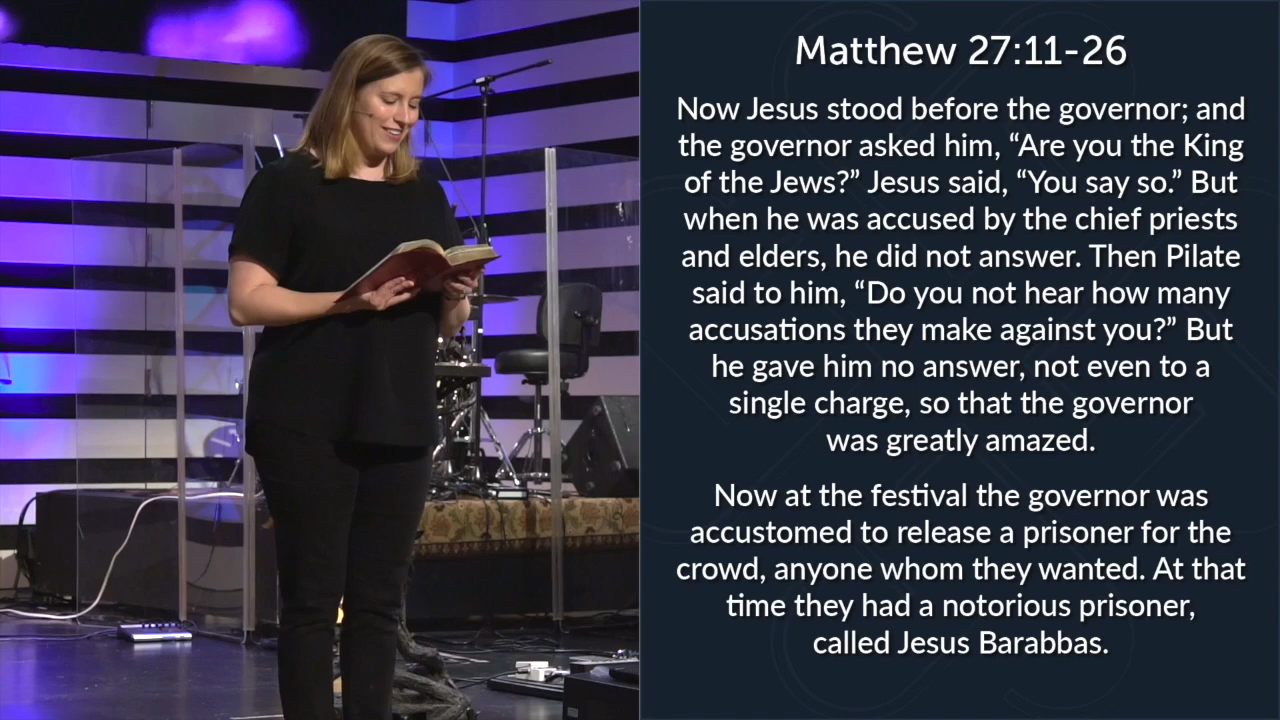 Matthew 27:11-26
Now Jesus stood before the governor; and
the governor asked him, “Are you the King
of the Jews?” Jesus said, “You say so.” But
when he was accused by the chief priests
and elders, he did not answer. Then Pilate
said to him, “Do you not hear how many
accusations they make against you?” But
he gave him no answer, not even to a
single charge, so that the governor
was greatly amazed.
Now at the festival the governor was
accustomed to release a prisoner for the
crowd, anyone whom they wanted. At that
time they had a notorious prisoner,
called Jesus Barabbas.